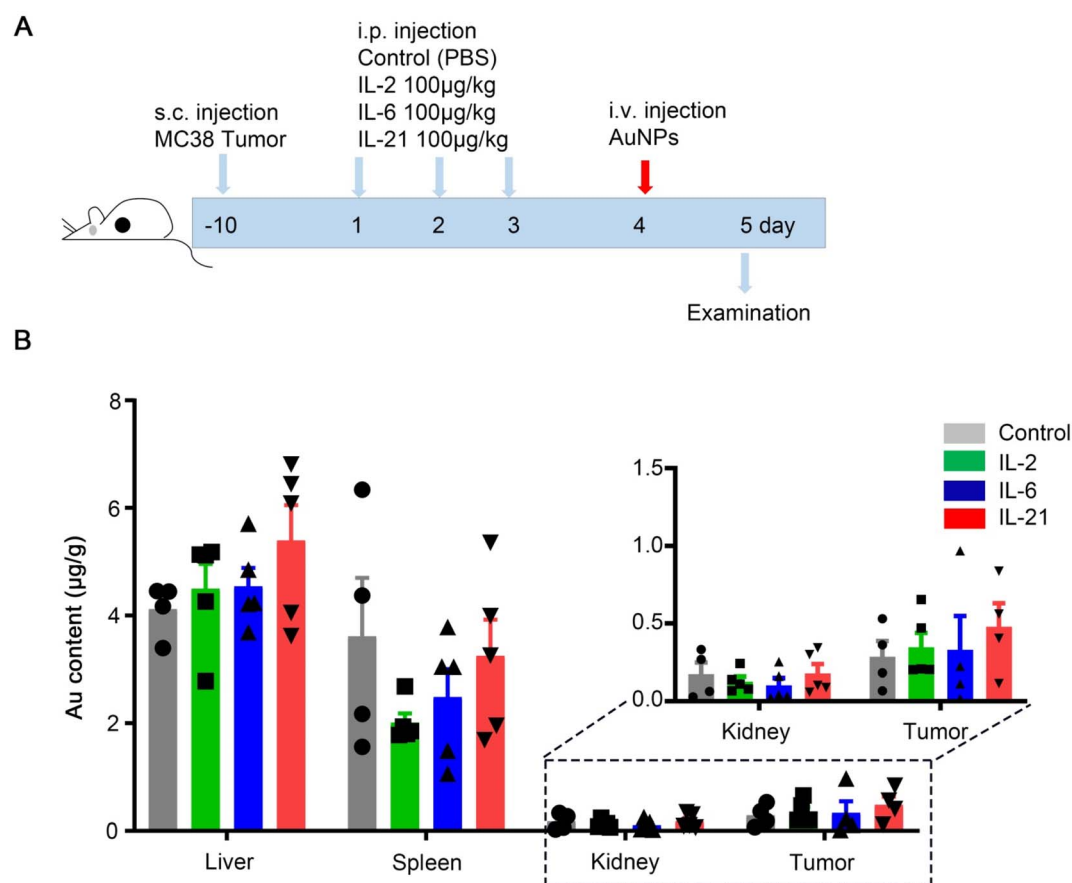 A
s.c. injection
MC38 Tumor
i.p. injection
Control (PBS)
IL-2 100µg/kg
IL-6 100µg/kg
IL-21 100µg/kg
i.v. injection
AuNPs
-10 1 2 3 4 5 day
Examination
B
Au content (µg/g)
8
6
4
2
0
Liver Spleen Kidney Tumor
1.5
1.0
0.5
0.0
Kidney Tumor
Control
IL-2
IL-6
IL-21